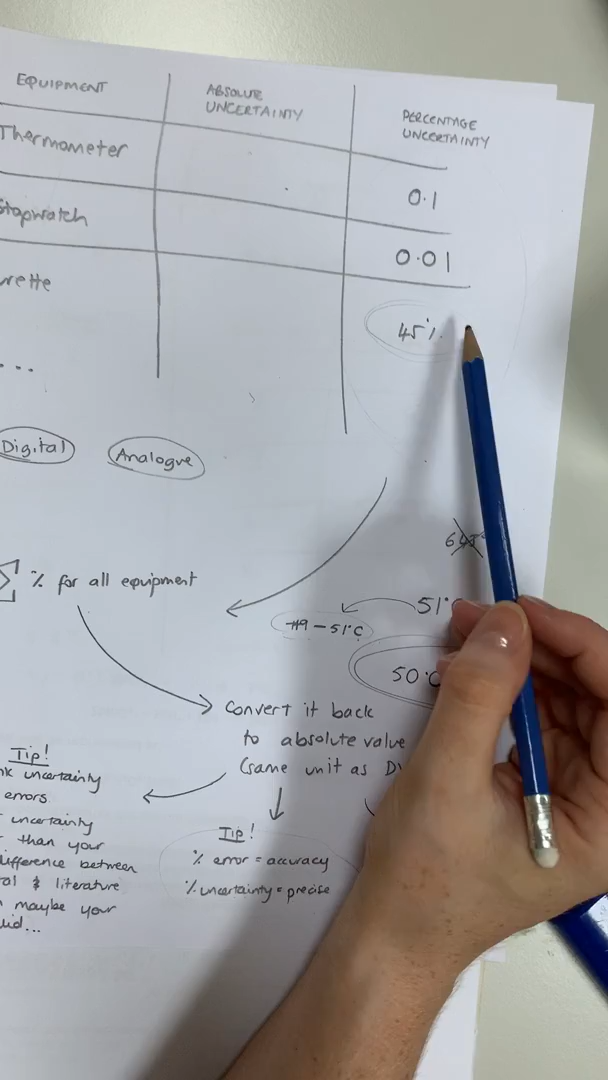 EQUIPMENT
ABSOLUTE
UNCERTAINTY
PERCENTAGE
UNCERTAINTY
Thermometer
0.1
Stopwatch
0.01
45%
...
Digital
Analogue
% for all equipment
51°C
49-51°C
50°C
Convert it back
to absolute value
(same unit as
Tip!
uncertainty
errors
uncertainty
than your
difference between
& literature
maybe your
Tip!
% error = accuracy
% uncertainty = precise